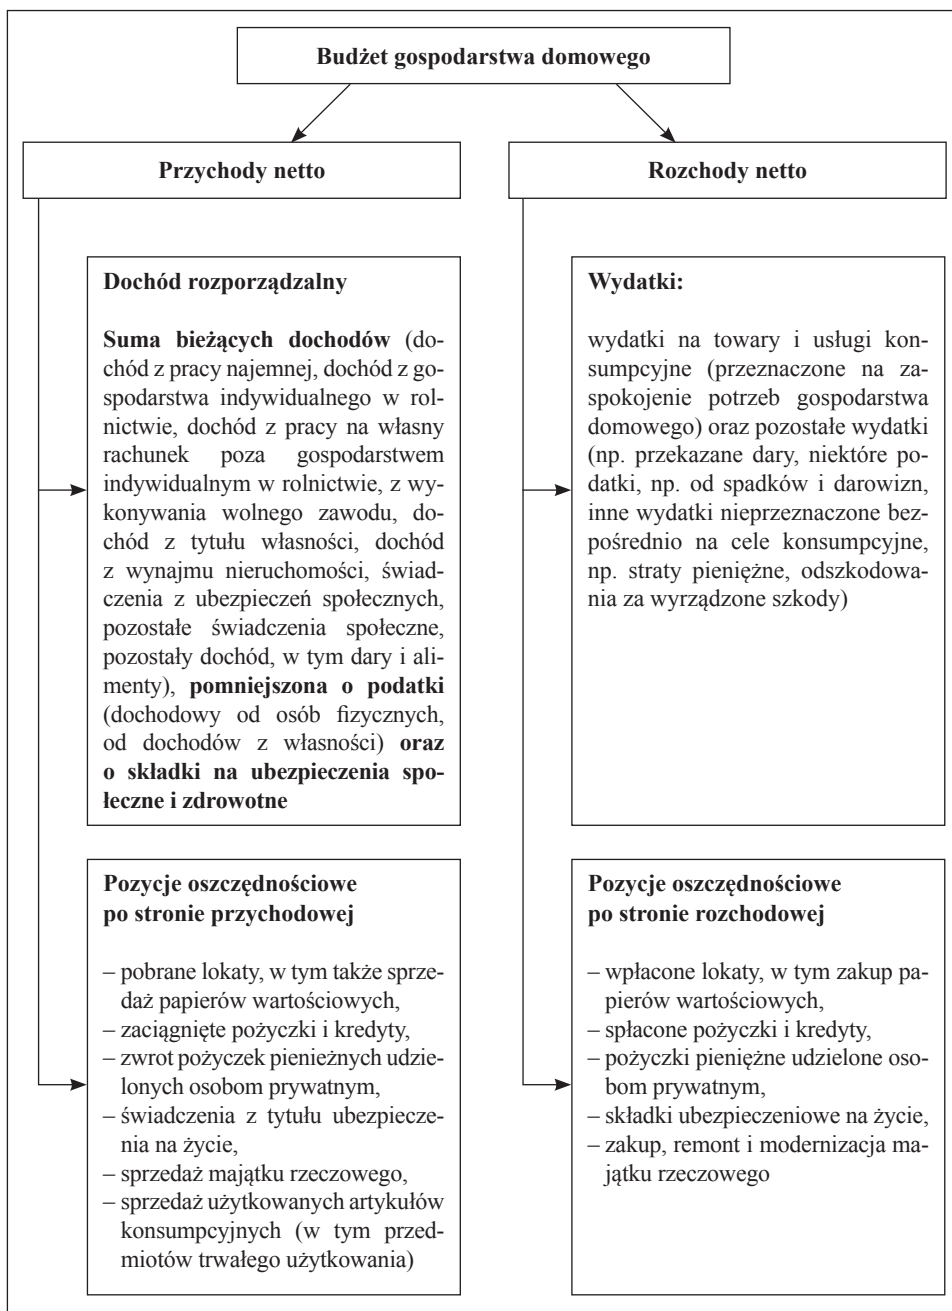 Budżet gospodarstwa domowego
Przychody netto
Rozchody netto
Dochód rozporządzalny
Suma bieżących dochodów (do-
chód z pracy najemnej, dochód z go-
spodarstwa indywidualnego w rol-
nictwie, dochód z pracy na własny
rachunek poza gospodarstwem
indywidualnym w rolnictwie, z wy-
konywania wolnego zawodu, do-
chód z tytułu własności, dochód
z wynajmu nieruchomości, świad-
czenia z ubezpieczeń społecznych,
pozostałe świadczenia społeczne,
pozostały dochód, w tym dary i ali-
menty), pomniejszona o podatki
(dochodowy od osób fizycznych,
od dochodów z własności) oraz
o składki na ubezpieczenia spo-
łeczne i zdrowotne
Wydatki:
wydatki na towary i usługi kon-
sumpcyjne (przeznaczone na za-
spokojenie potrzeb gospodarstwa
domowego) oraz pozostałe wydatki
(np. przekazane dary, niektóre po-
datki, np. od spadków i darowizn,
inne wydatki nieprzeznaczone bez-
pośrednio na cele konsumpcyjne,
np. straty pieniężne, odszkodowa-
nia za wyrządzone szkody)
Pozycje oszczędnościowe
po stronie przychodowej
– pobrane lokaty, w tym także sprze-
daż papierów wartościowych,
– zaciągnięte pożyczki i kredyty,
– zwrot pożyczek pienieżnych udzie-
lonych osobom prywatnym,
– świadczenia z tytułu ubezpiecze-
nia na życie,
– sprzedaż majątku rzeczowego,
– sprzedaż użytkowanych artykułów
konsumpcyjnych (w tym przed-
miotów trwałego użytkowania)
Pozycje oszczędnościowe
po stronie rozchodowej
– wpłacone lokaty, w tym zakup pa-
pierów wartościowych,
– spłacone pożyczki i kredyty,
– pożyczki pieniężne udzielone oso-
bom prywatnym,
– składki ubezpieczeniowe na życie,
– zakup, remont i modernizacja ma-
jątku rzeczowego